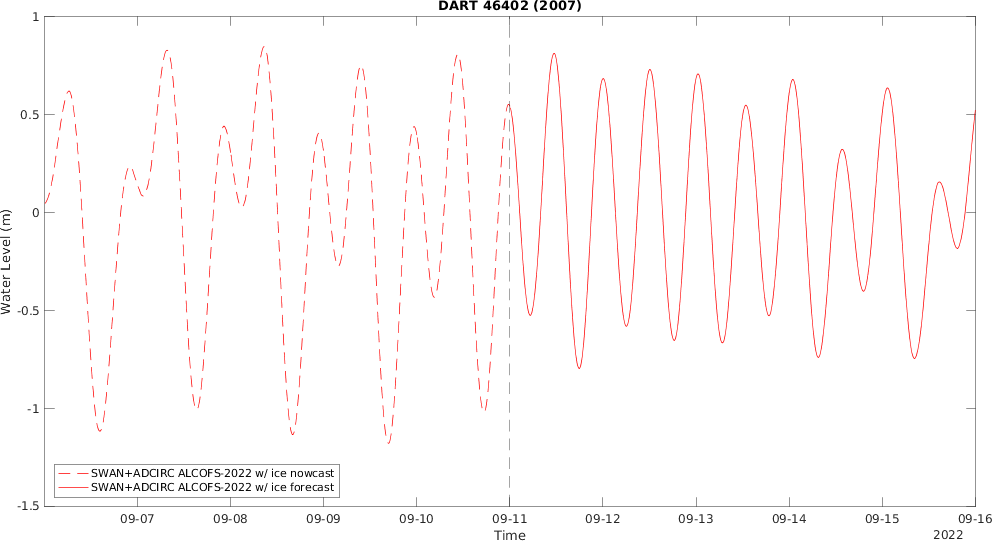 DART 46402 (2007)
1
0.5
0
-0.5
-1
-1.5
Water Level (m)
SWAN+ADCIRC ALCOFS-2022 w/ ice nowcast
SWAN+ADCIRC ALCOFS-2022 w/ ice forecast
09-07 09-08 09-09 09-10 09-11 09-12 09-13 09-14 09-15 09-16
Time
2022